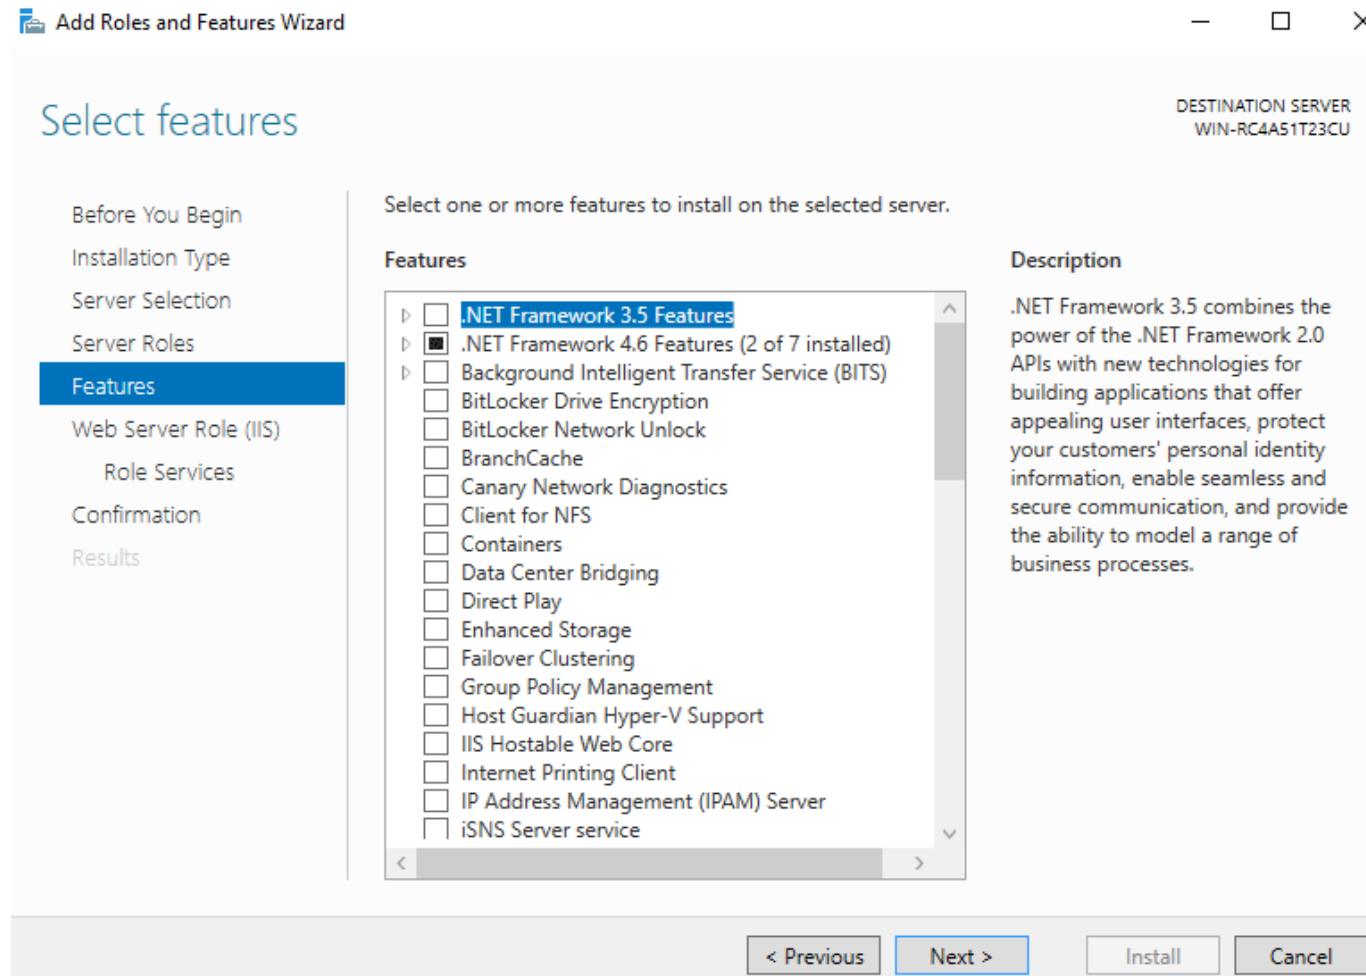 Add Roles and Features Wizard
Select features
DESTINATION SERVER
WIN-RC4A51T23CU
Before You Begin
Installation Type
Server Selection
Server Roles
Features
Web Server Role (IIS)
Role Services
Confirmation
Results
Select one or more features to install on the selected server.
Features
.NET Framework 3.5 Features
.NET Framework 4.6 Features (2 of 7 installed)
Background Intelligent Transfer Service (BITS)
BitLocker Drive Encryption
BitLocker Network Unlock
BranchCache
Canary Network Diagnostics
Client for NFS
Containers
Data Center Bridging
Direct Play
Enhanced Storage
Failover Clustering
Group Policy Management
Host Guardian Hyper-V Support
IIS Hostable Web Core
Internet Printing Client
IP Address Management (IPAM) Server
iSNS Server service
Description
.NET Framework 3.5 combines the
power of the .NET Framework 2.0
APIs with new technologies for
building applications that offer
appealing user interfaces, protect
your customers' personal identity
information, enable seamless and
secure communication, and provide
the ability to model a range of
business processes.
< Previous
Next >
Install
Cancel